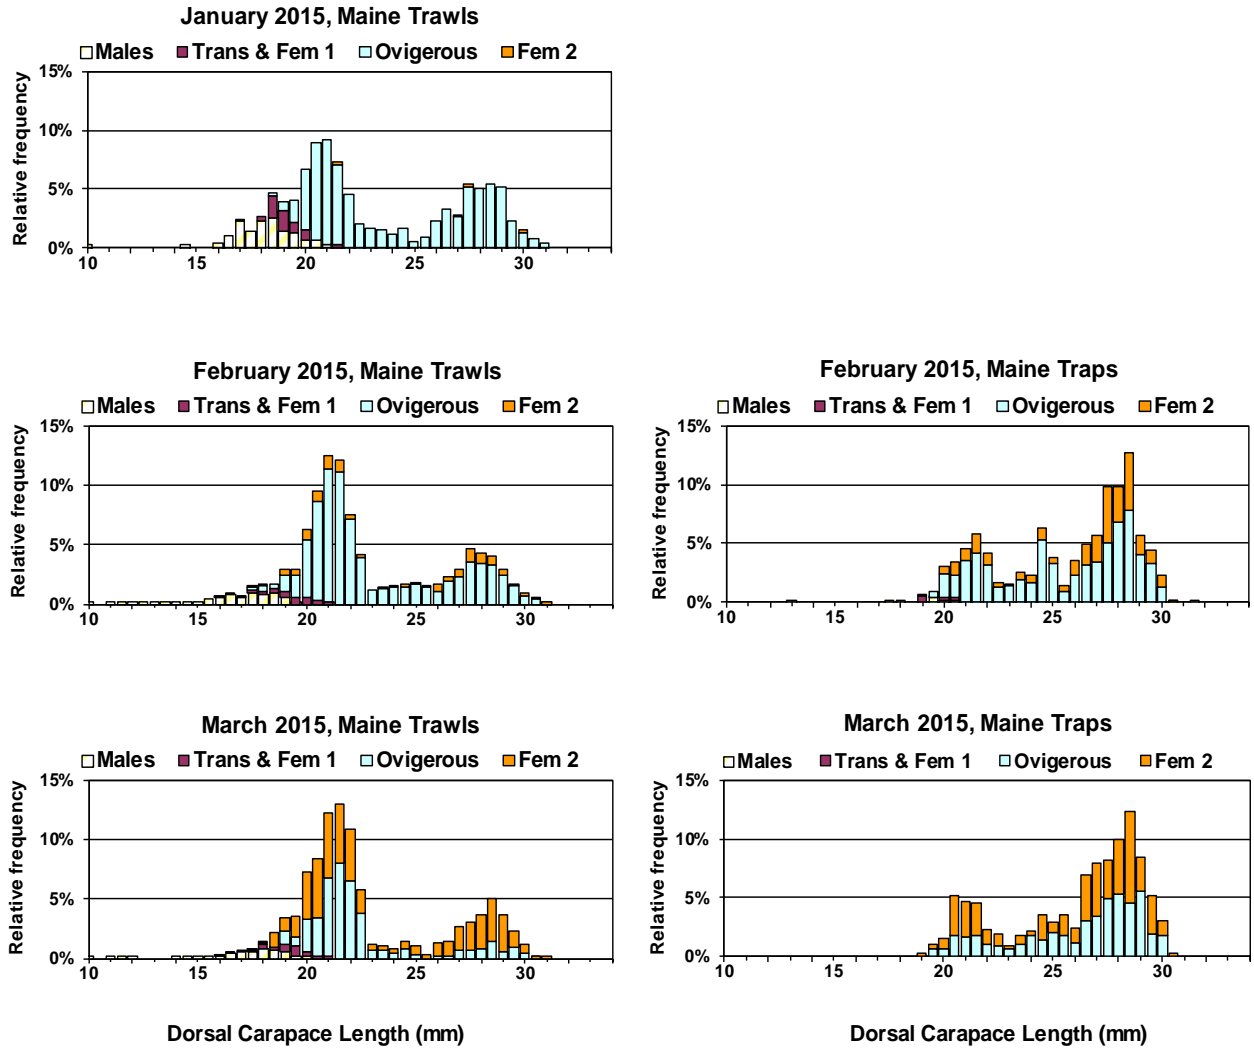 January 2015, Maine Trawls
Males Trans & Fem 1 Ovigerous Fem 2
Relative frequency
15%
10%
5%
0%
10 15 20 25 30
February 2015, Maine Trawls
Males Trans & Fem 1 Ovigerous Fem 2
Relative frequency
15%
10%
5%
0%
10 15 20 25 30
February 2015, Maine Traps
Males Trans & Fem 1 Ovigerous Fem 2
Relative frequency
15%
10%
5%
0%
10 15 20 25 30
March 2015, Maine Trawls
Males Trans & Fem 1 Ovigerous Fem 2
Relative frequency
15%
10%
5%
0%
10 15 20 25 30
Dorsal Carapace Length (mm)
March 2015, Maine Traps
Males Trans & Fem 1 Ovigerous Fem 2
Relative frequency
15%
10%
5%
0%
10 15 20 25 30
Dorsal Carapace Length (mm)